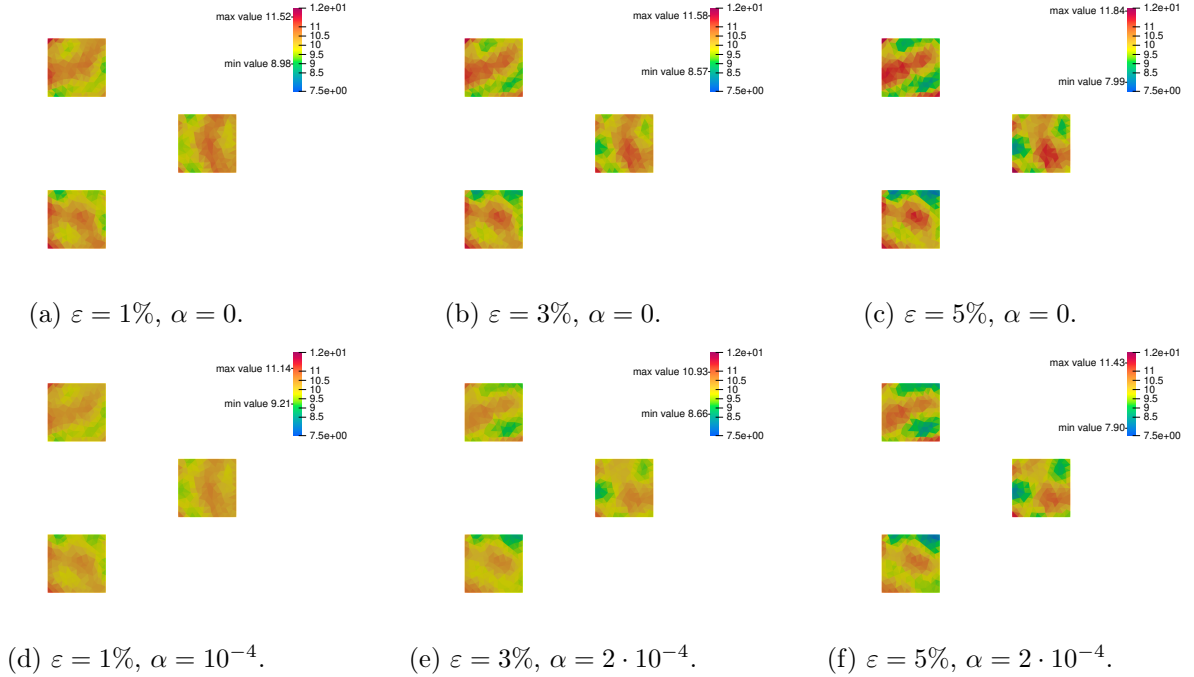 max value 11.52
min value 8.98
1.2e+01
11
10.5
10
9.5
9
8.5
7.5e+00
max value 11.58
min value 8.57
1.2e+01
11
10.5
10
9.5
9
8.5
7.5e+00
max value 11.84
min value 7.99
1.2e+01
11
10.5
10
9.5
9
8.5
7.5e+00
(a) ε = 1%, α = 0.
(b) ε = 3%, α = 0.
(c) ε = 5%, α = 0.
max value 11.14
min value 9.21
1.2e+01
11
10.5
10
9.5
9
8.5
7.5e+00
max value 10.93
min value 8.66
1.2e+01
11
10.5
10
9.5
9
8.5
7.5e+00
max value 11.43
min value 7.90
1.2e+01
11
10.5
10
9.5
9
8.5
7.5e+00
(d) ε = 1%, α = 10⁻⁴.
(e) ε = 3%, α = 2 · 10⁻⁴.
(f) ε = 5%, α = 2 · 10⁻⁴.